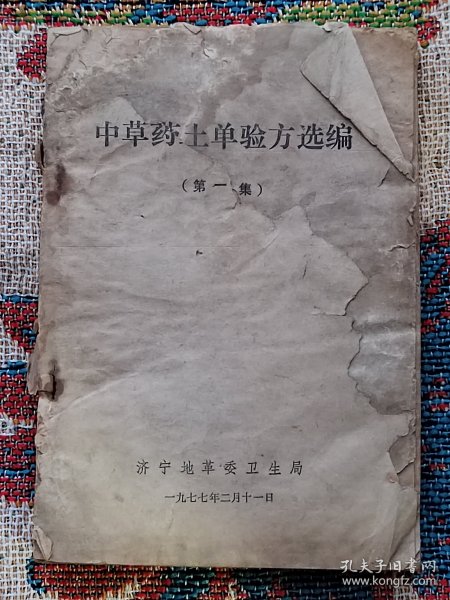 中草药土单验方选编
（第一集）
济宁地革委卫生局
一九七七年二月十一日
孔夫子旧书网
www.kongfz.com